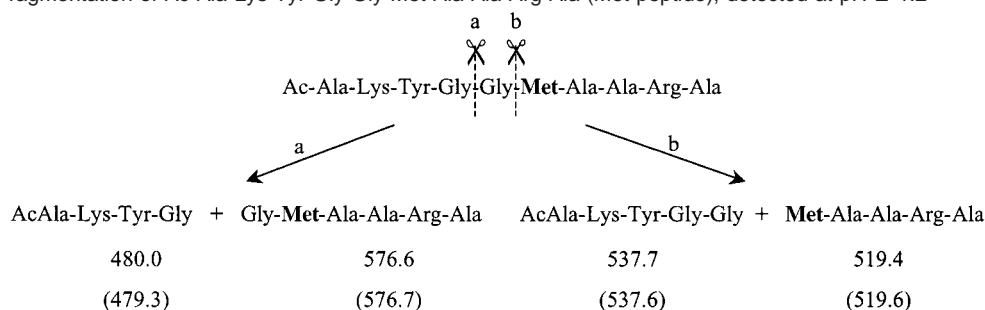 fragmentation of Ac-Ala-Lys-Tyr-Gly-Gly-Met-Ala-Ala-Arg-Ala (Met-peptide), detected at pH 2
a b
Ac-Ala-Lys-Tyr-Gly-Gly-Met-Ala-Ala-Arg-Ala
a b
AcAla-Lys-Tyr-Gly + Gly-Met-Ala-Ala-Arg-Ala AcAla-Lys-Tyr-Gly-Gly + Met-Ala-Ala-Arg-Ala
480.0 576.6 537.7 519.4
(479.3) (576.7) (537.6) (519.6)